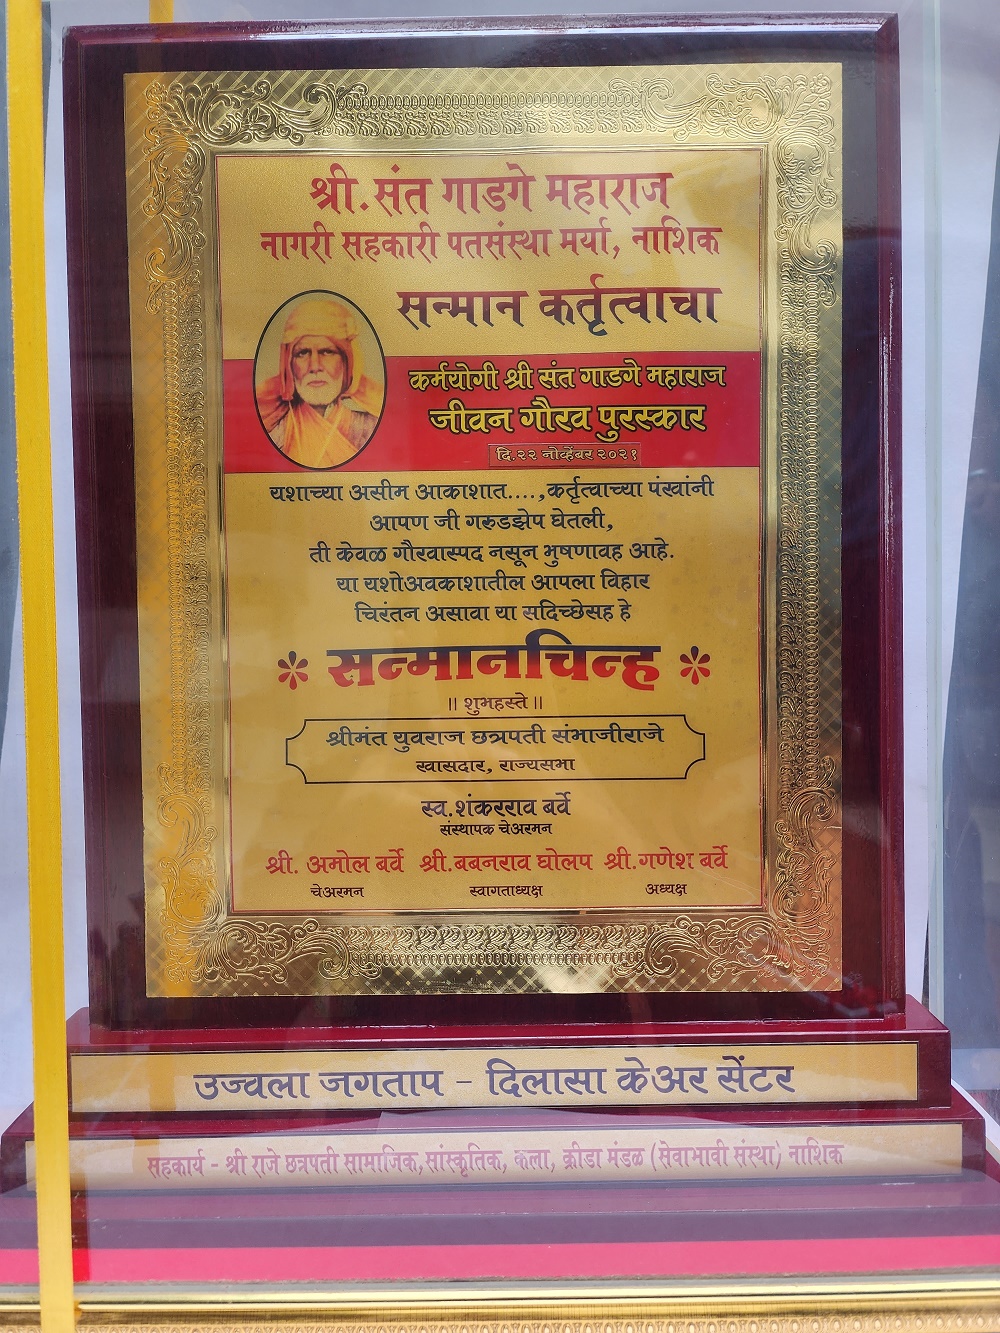 श्री.संत गाडगे महाराज
नागरी सहकारी पतसंस्था मर्या, नाशिक
सन्मान कर्तृत्वाचा
कर्मयोगी श्री संत गाडगे महाराज
जीवन गौरव पुरस्कार
दि.२२ नोव्हेंबर २०२१
यशाच्या असीम आकाशात....,कर्तृत्वाच्या पंखांनी
आपण जी गरुडझेप घेतली,
ती केवळ गौरवास्पद नसून भुषणावह आहे.
या यशोअवकाशातील आपला विहार
चिरंतन असावा या सदिच्छेसह हे
सन्मानचिन्ह
॥ शुभहस्ते ॥
श्रीमंत युवराज छत्रपती संभाजीराजे
खासदार, राज्यसभा
स्व.शंकरराव बर्वे
संस्थापक चेअरमन
श्री. अमोल बर्वे श्री.बबनराव घोलप श्री.गणेश बर्वे
चेअरमन स्वागताध्यक्ष अध्यक्ष
उज्वला जगताप - दिलासा केअर सेंटर
सहकार्य - श्री राजे छत्रपती सामाजिक, सांस्कृतिक, कला, क्रीडा मंडळ (सेवाभावी संस्था) नाशिक